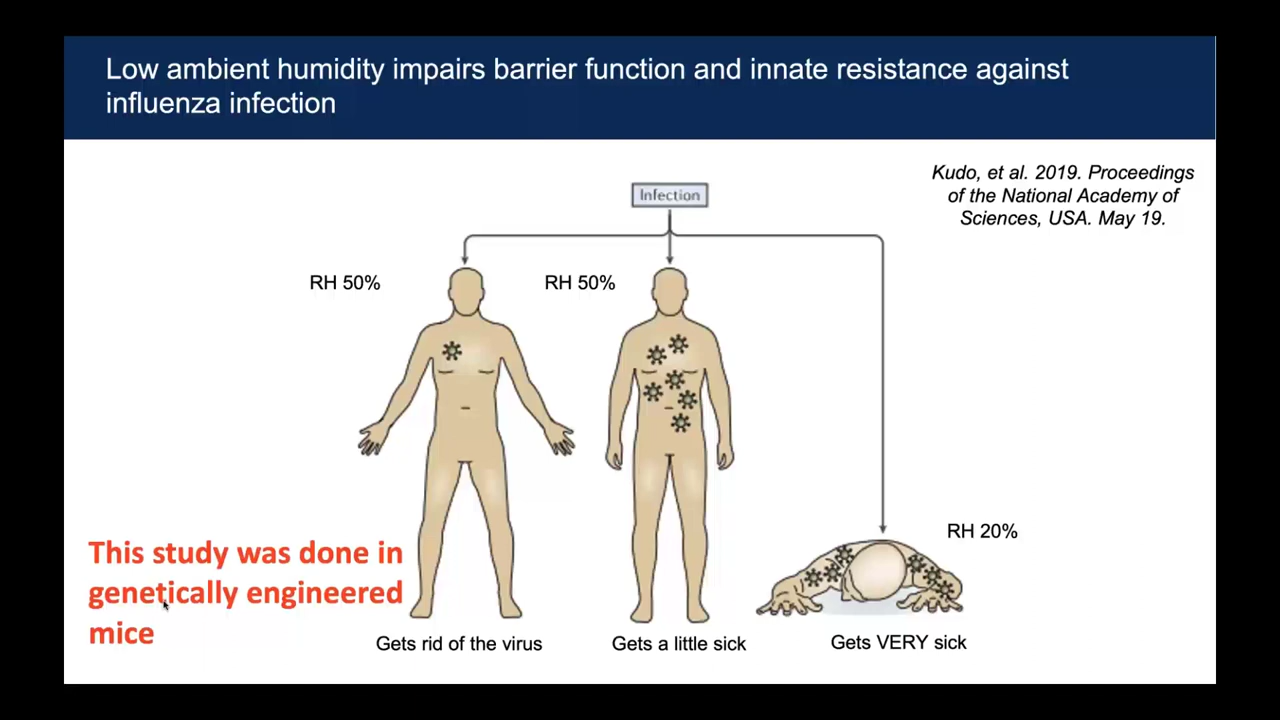 Low ambient humidity impairs barrier function and innate resistance against
influenza infection
Kudo, et al. 2019. Proceedings
of the National Academy of
Sciences, USA. May 19.
Infection
RH 50%
RH 50%
RH 20%
This study was done in
genetically engineered
mice
Gets rid of the virus
Gets a little sick
Gets VERY sick